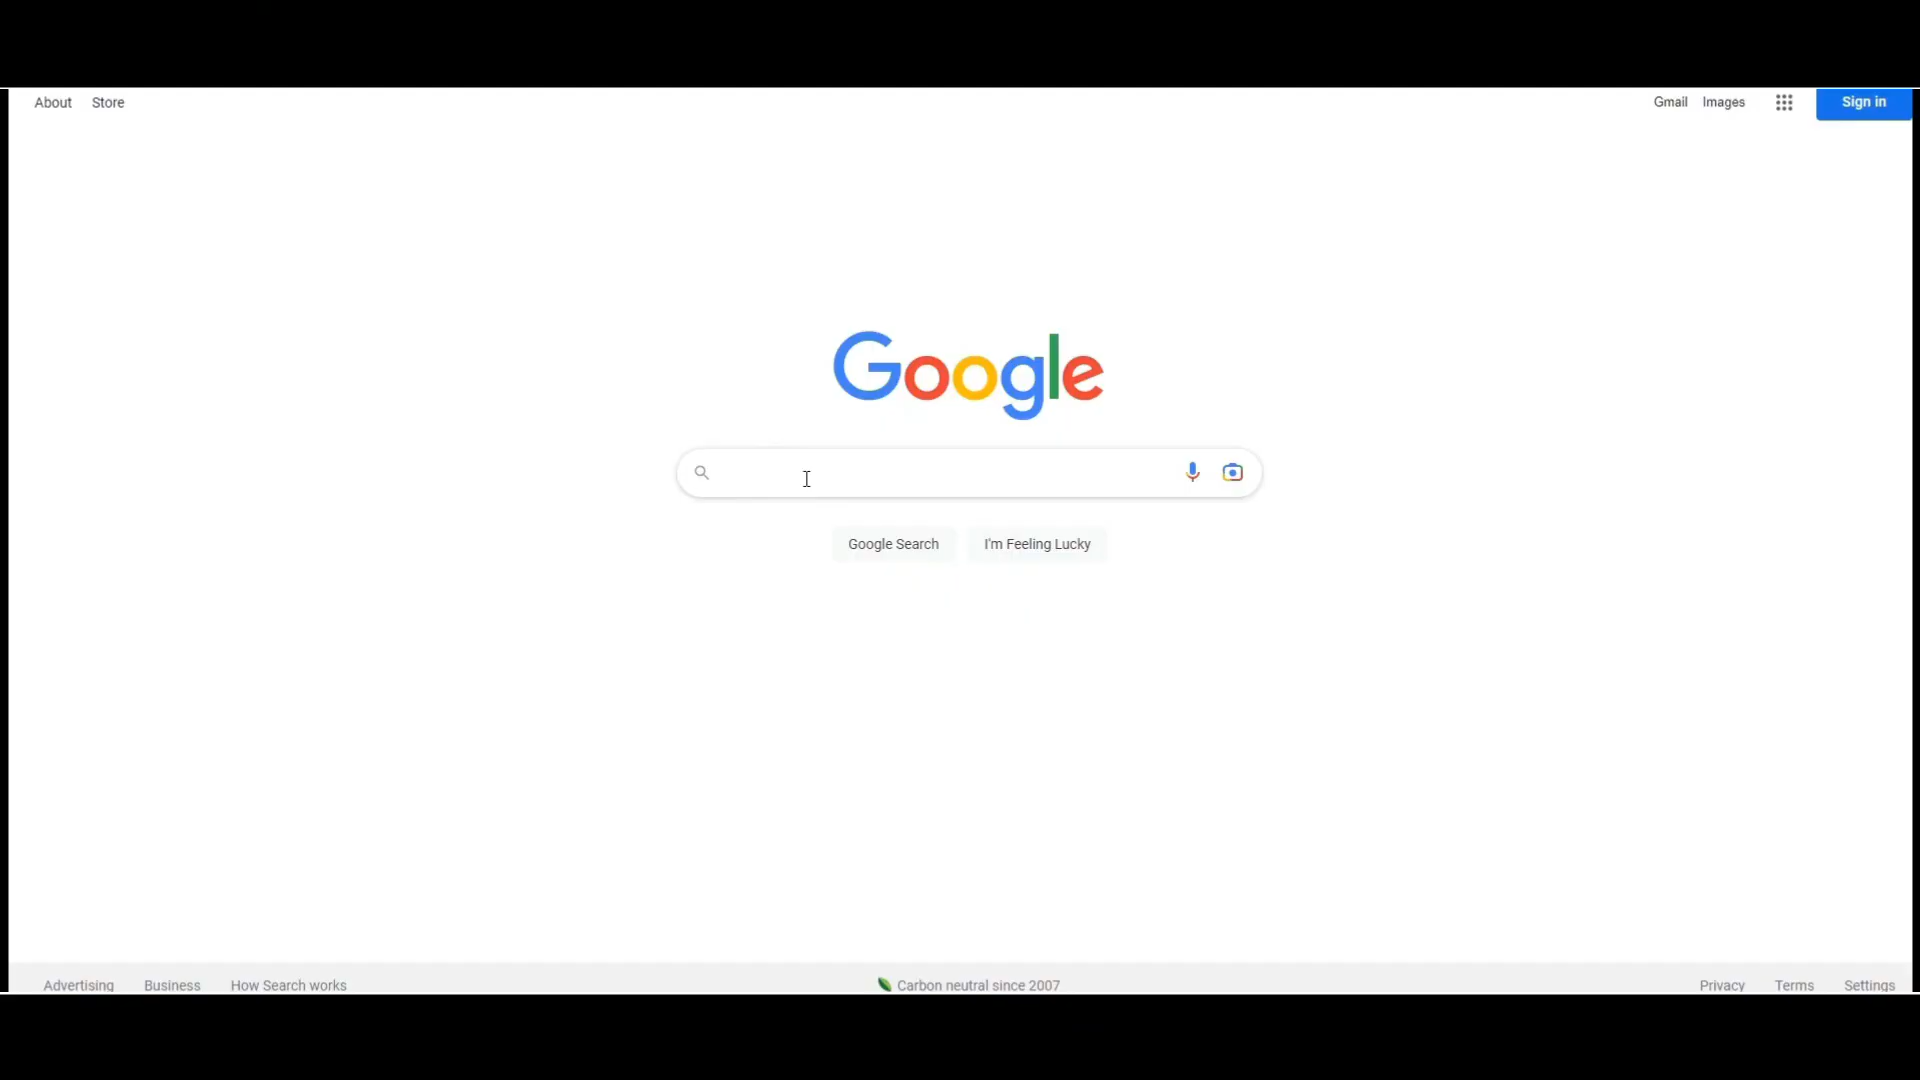 About Store
Gmail Images Sign in
Google
Google Search I'm Feeling Lucky
Advertising Business How Search works
Carbon neutral since 2007
Privacy Terms Settings